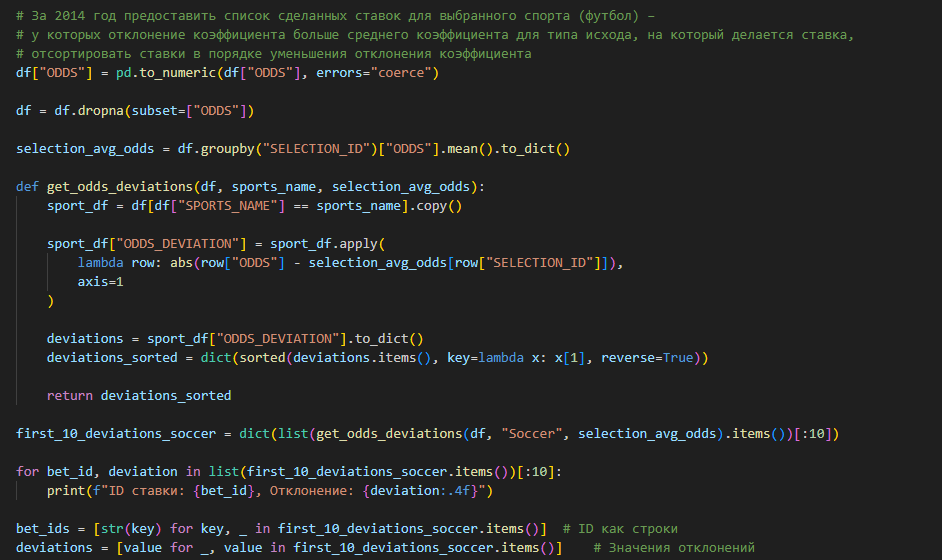 # За 2014 год предоставить список сделанных ставок для выбранного спорта (футбол) –
# у которых отклонение коэффициента больше среднего коэффициента для типа исхода, на который делается ставка,
# отсортировать ставки в порядке уменьшения отклонения коэффициента
df["ODDS"] = pd.to_numeric(df["ODDS"], errors="coerce")
df = df.dropna(subset=["ODDS"])
selection_avg_odds = df.groupby("SELECTION_ID")["ODDS"].mean().to_dict()
def get_odds_deviations(df, sports_name, selection_avg_odds):
    sport_df = df[df["SPORTS_NAME"] == sports_name].copy()
    sport_df["ODDS_DEVIATION"] = sport_df.apply(
        lambda row: abs(row["ODDS"] - selection_avg_odds[row["SELECTION_ID"]]),
        axis=1
    )
    deviations = sport_df["ODDS_DEVIATION"].to_dict()
    deviations_sorted = dict(sorted(deviations.items(), key=lambda x: x[1], reverse=True))
    return deviations_sorted
first_10_deviations_soccer = dict(list(get_odds_deviations(df, "Soccer", selection_avg_odds).items())[:10])
for bet_id, deviation in list(first_10_deviations_soccer.items())[:10]:
    print(f"ID ставки: {bet_id}, Отклонение: {deviation:.4f}")
bet_ids = [str(key) for key, _ in first_10_deviations_soccer.items()]  # ID как строки
deviations = [value for _, value in first_10_deviations_soccer.items()]    # Значения отклонений